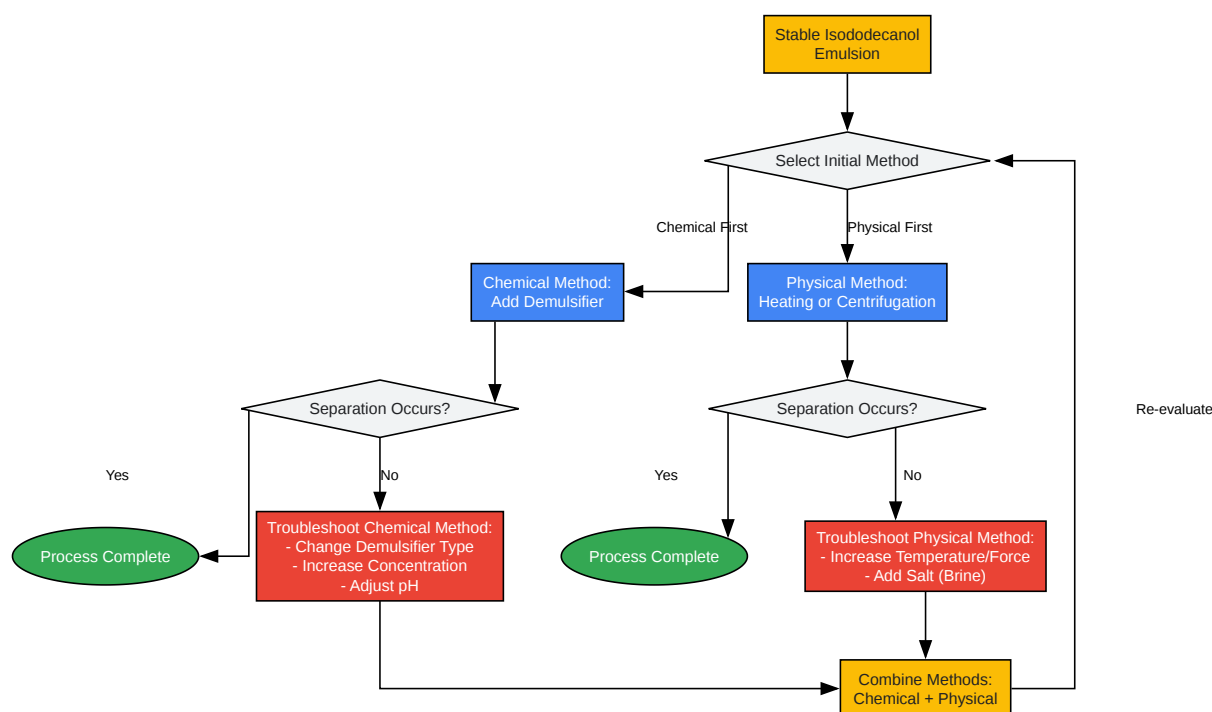 Stable Isododecanol
Emulsion
Select Initial Method
Chemical First
Physical First
Chemical Method:
Add Demulsifier
Physical Method:
Heating or Centrifugation
Separation Occurs?
Separation Occurs?
Re-evaluate
Yes
No
Yes
No
Process Complete
Troubleshoot Chemical Method:
- Change Demulsifier Type
- Increase Concentration
- Adjust pH
Process Complete
Troubleshoot Physical Method:
- Increase Temperature/Force
- Add Salt (Brine)
Combine Methods:
Chemical + Physical